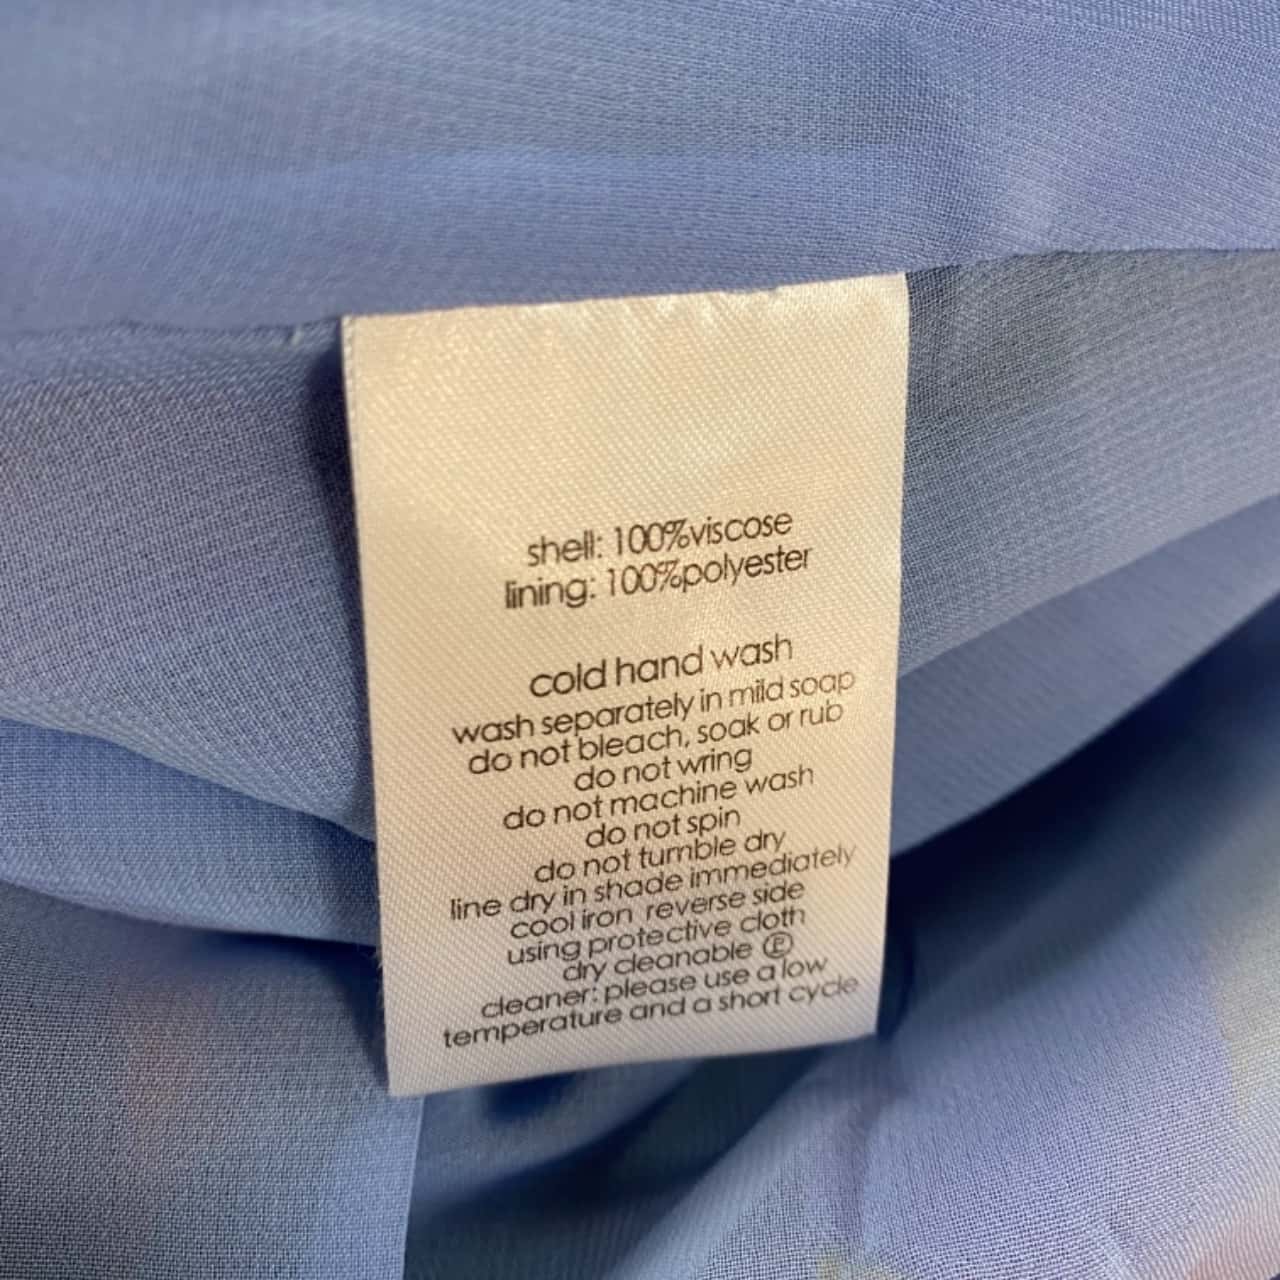 shell: 100%viscose
lining: 100%polyester
cold hand wash
wash separately in mild soap
do not bleach, soak or rub
do not wring
do not machine wash
do not spin
do not tumble dry
line dry in shade immediately
cool iron reverse side
using protective cloth
dry cleanable Ⓟ
cleaner: please use a low
temperature and a short cycle